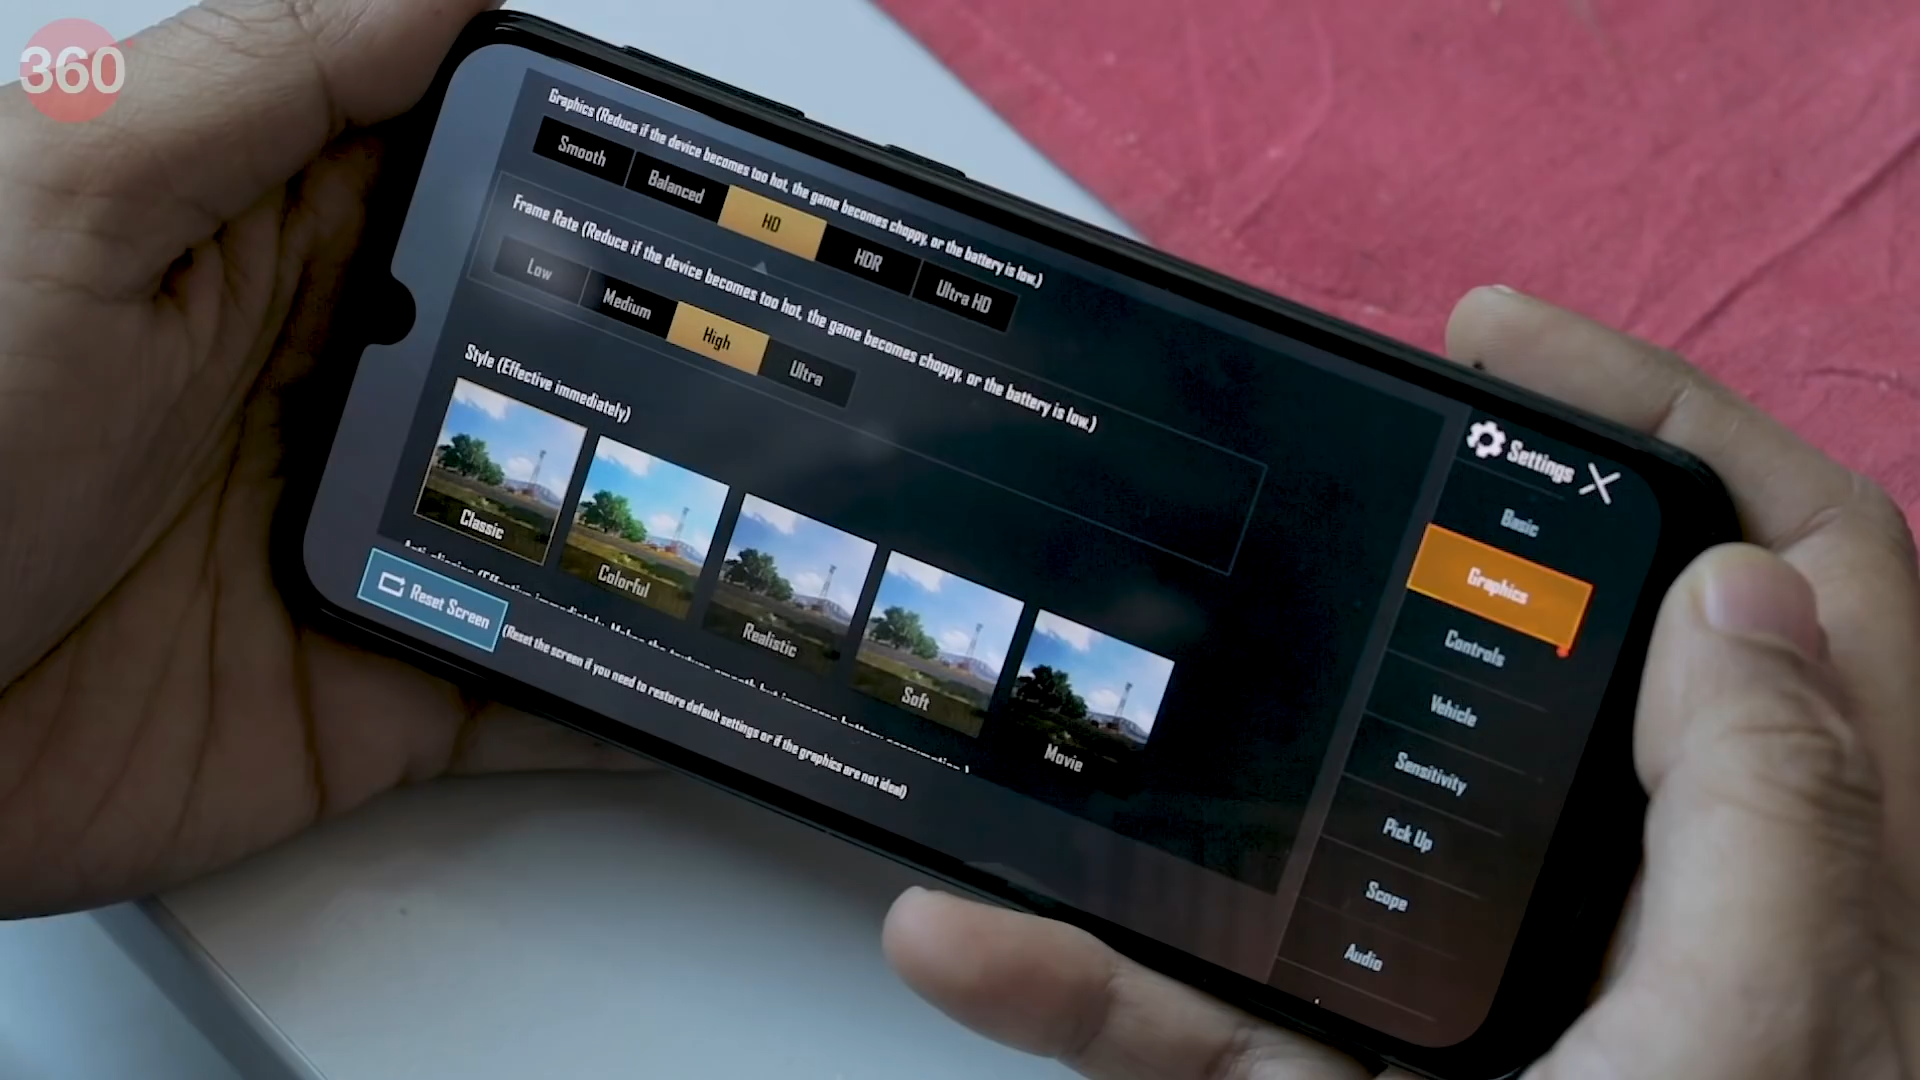 360
Graphics (Reduce if the device becomes too hot, the game becomes choppy, or the battery is low.)
Smooth
Balanced
HD
HDR
Ultra HD
Frame Rate (Reduce if the device becomes too hot, the game becomes choppy, or the battery is low.)
Low
Medium
High
Ultra
Style (Effective immediately)
Classic
Colorful
Realistic
Soft
Movie
Reset Screen
(Reset the screen if you need to restore default settings or if the graphics are not ideal)
Settings
Basic
Graphics
Controls
Vehicle
Sensitivity
Pick Up
Scope
Audio